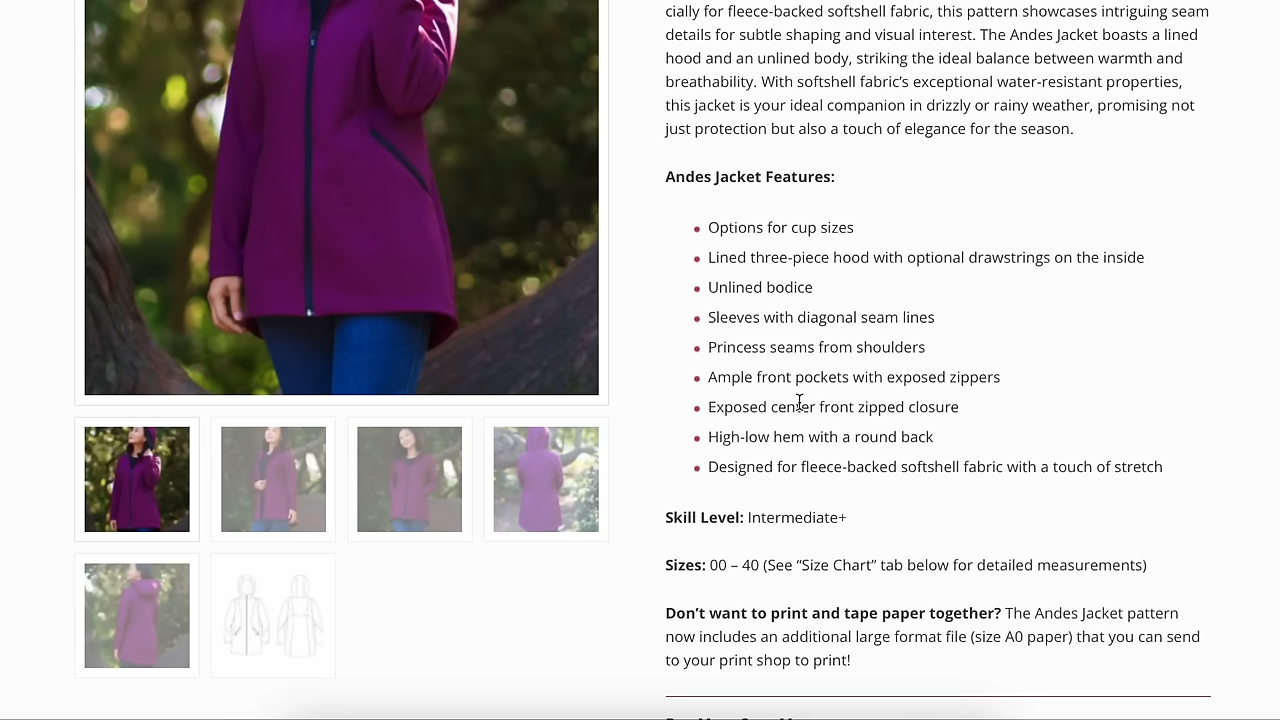 cially for fleece-backed softshell fabric, this pattern showcases intriguing seam
details for subtle shaping and visual interest. The Andes Jacket boasts a lined
hood and an unlined body, striking the ideal balance between warmth and
breathability. With softshell fabric’s exceptional water-resistant properties,
this jacket is your ideal companion in drizzly or rainy weather, promising not
just protection but also a touch of elegance for the season.
Andes Jacket Features:
Options for cup sizes
Lined three-piece hood with optional drawstrings on the inside
Unlined bodice
Sleeves with diagonal seam lines
Princess seams from shoulders
Ample front pockets with exposed zippers
Exposed center front zipped closure
High-low hem with a round back
Designed for fleece-backed softshell fabric with a touch of stretch
Skill Level: Intermediate+
Sizes: 00 – 40 (See “Size Chart” tab below for detailed measurements)
Don’t want to print and tape paper together? The Andes Jacket pattern
now includes an additional large format file (size A0 paper) that you can send
to your print shop to print!